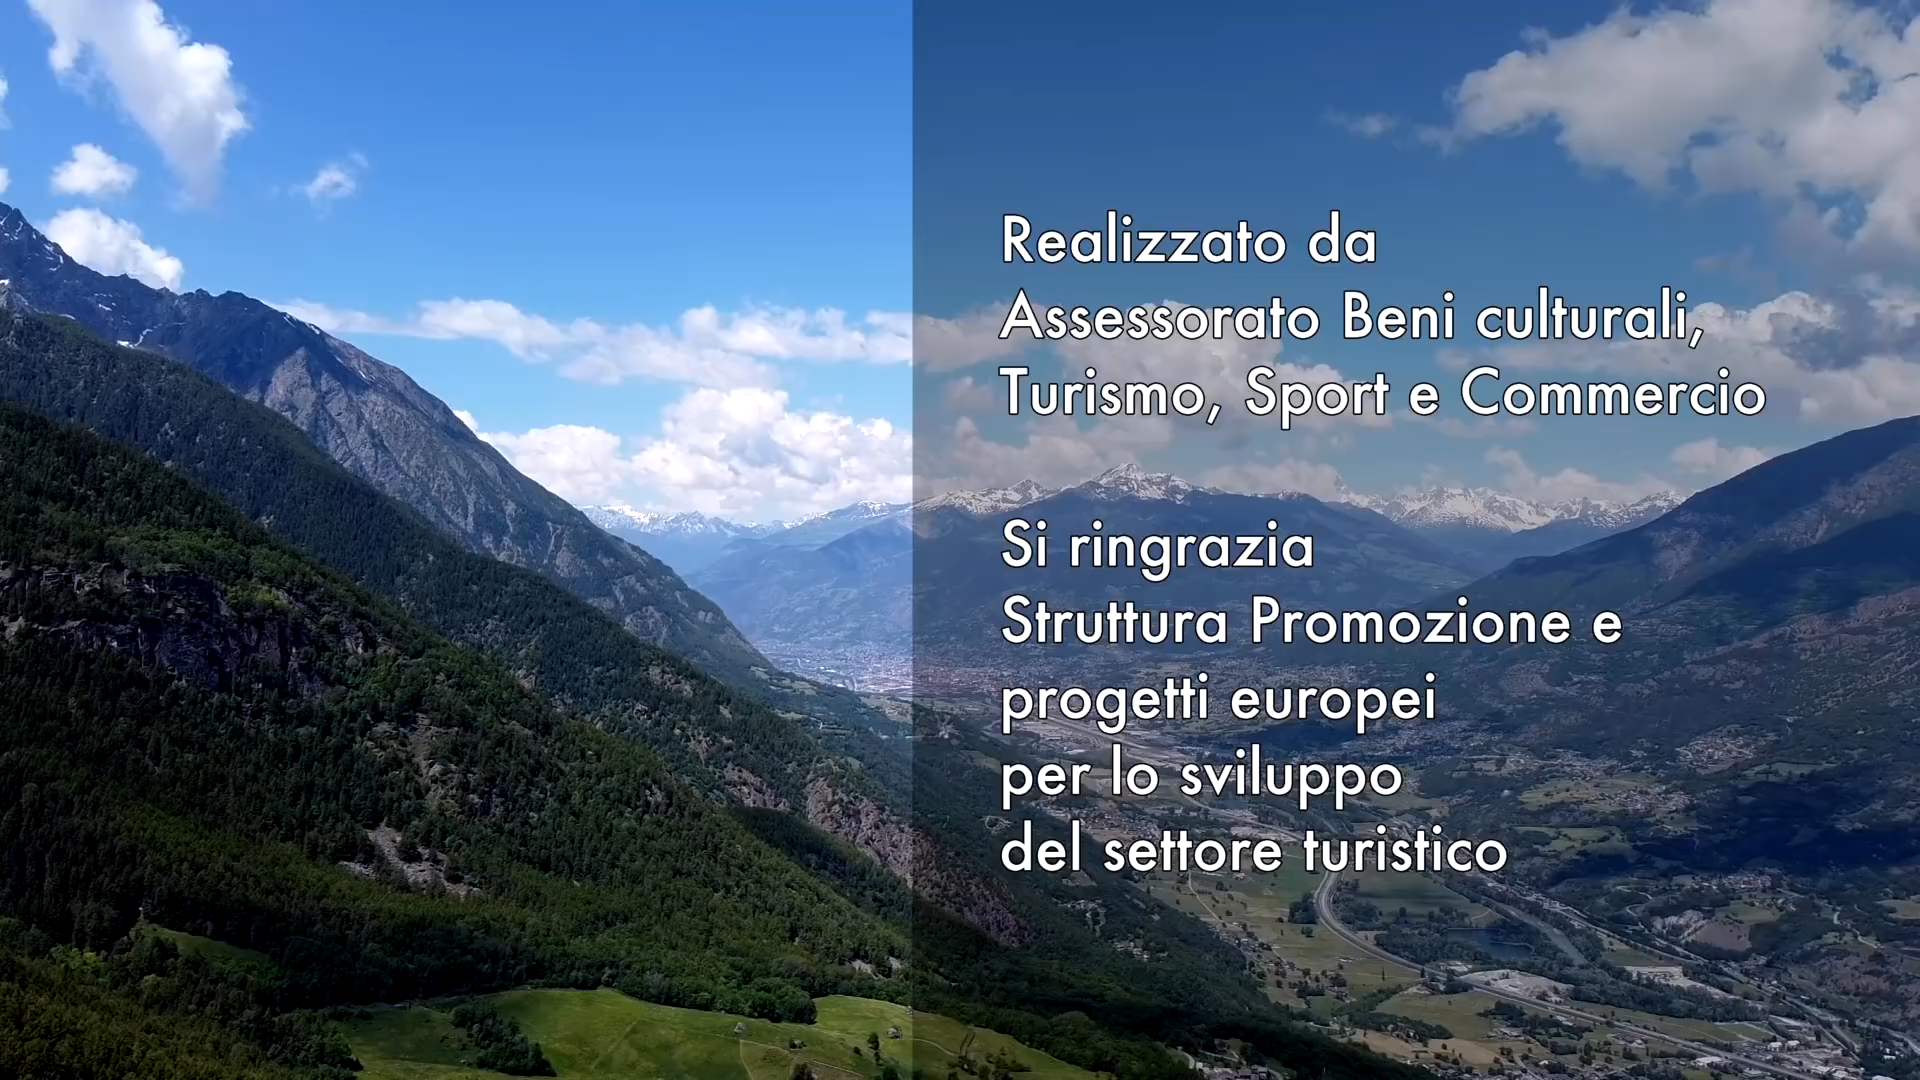 Realizzato da
Assessorato Beni culturali,
Turismo, Sport e Commercio
Si ringrazia
Struttura Promozione e
progetti europei
per lo sviluppo
del settore turistico